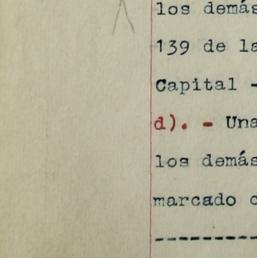 los demás
139 de la
Capital -
d). - Una
los demás
marcado
----------